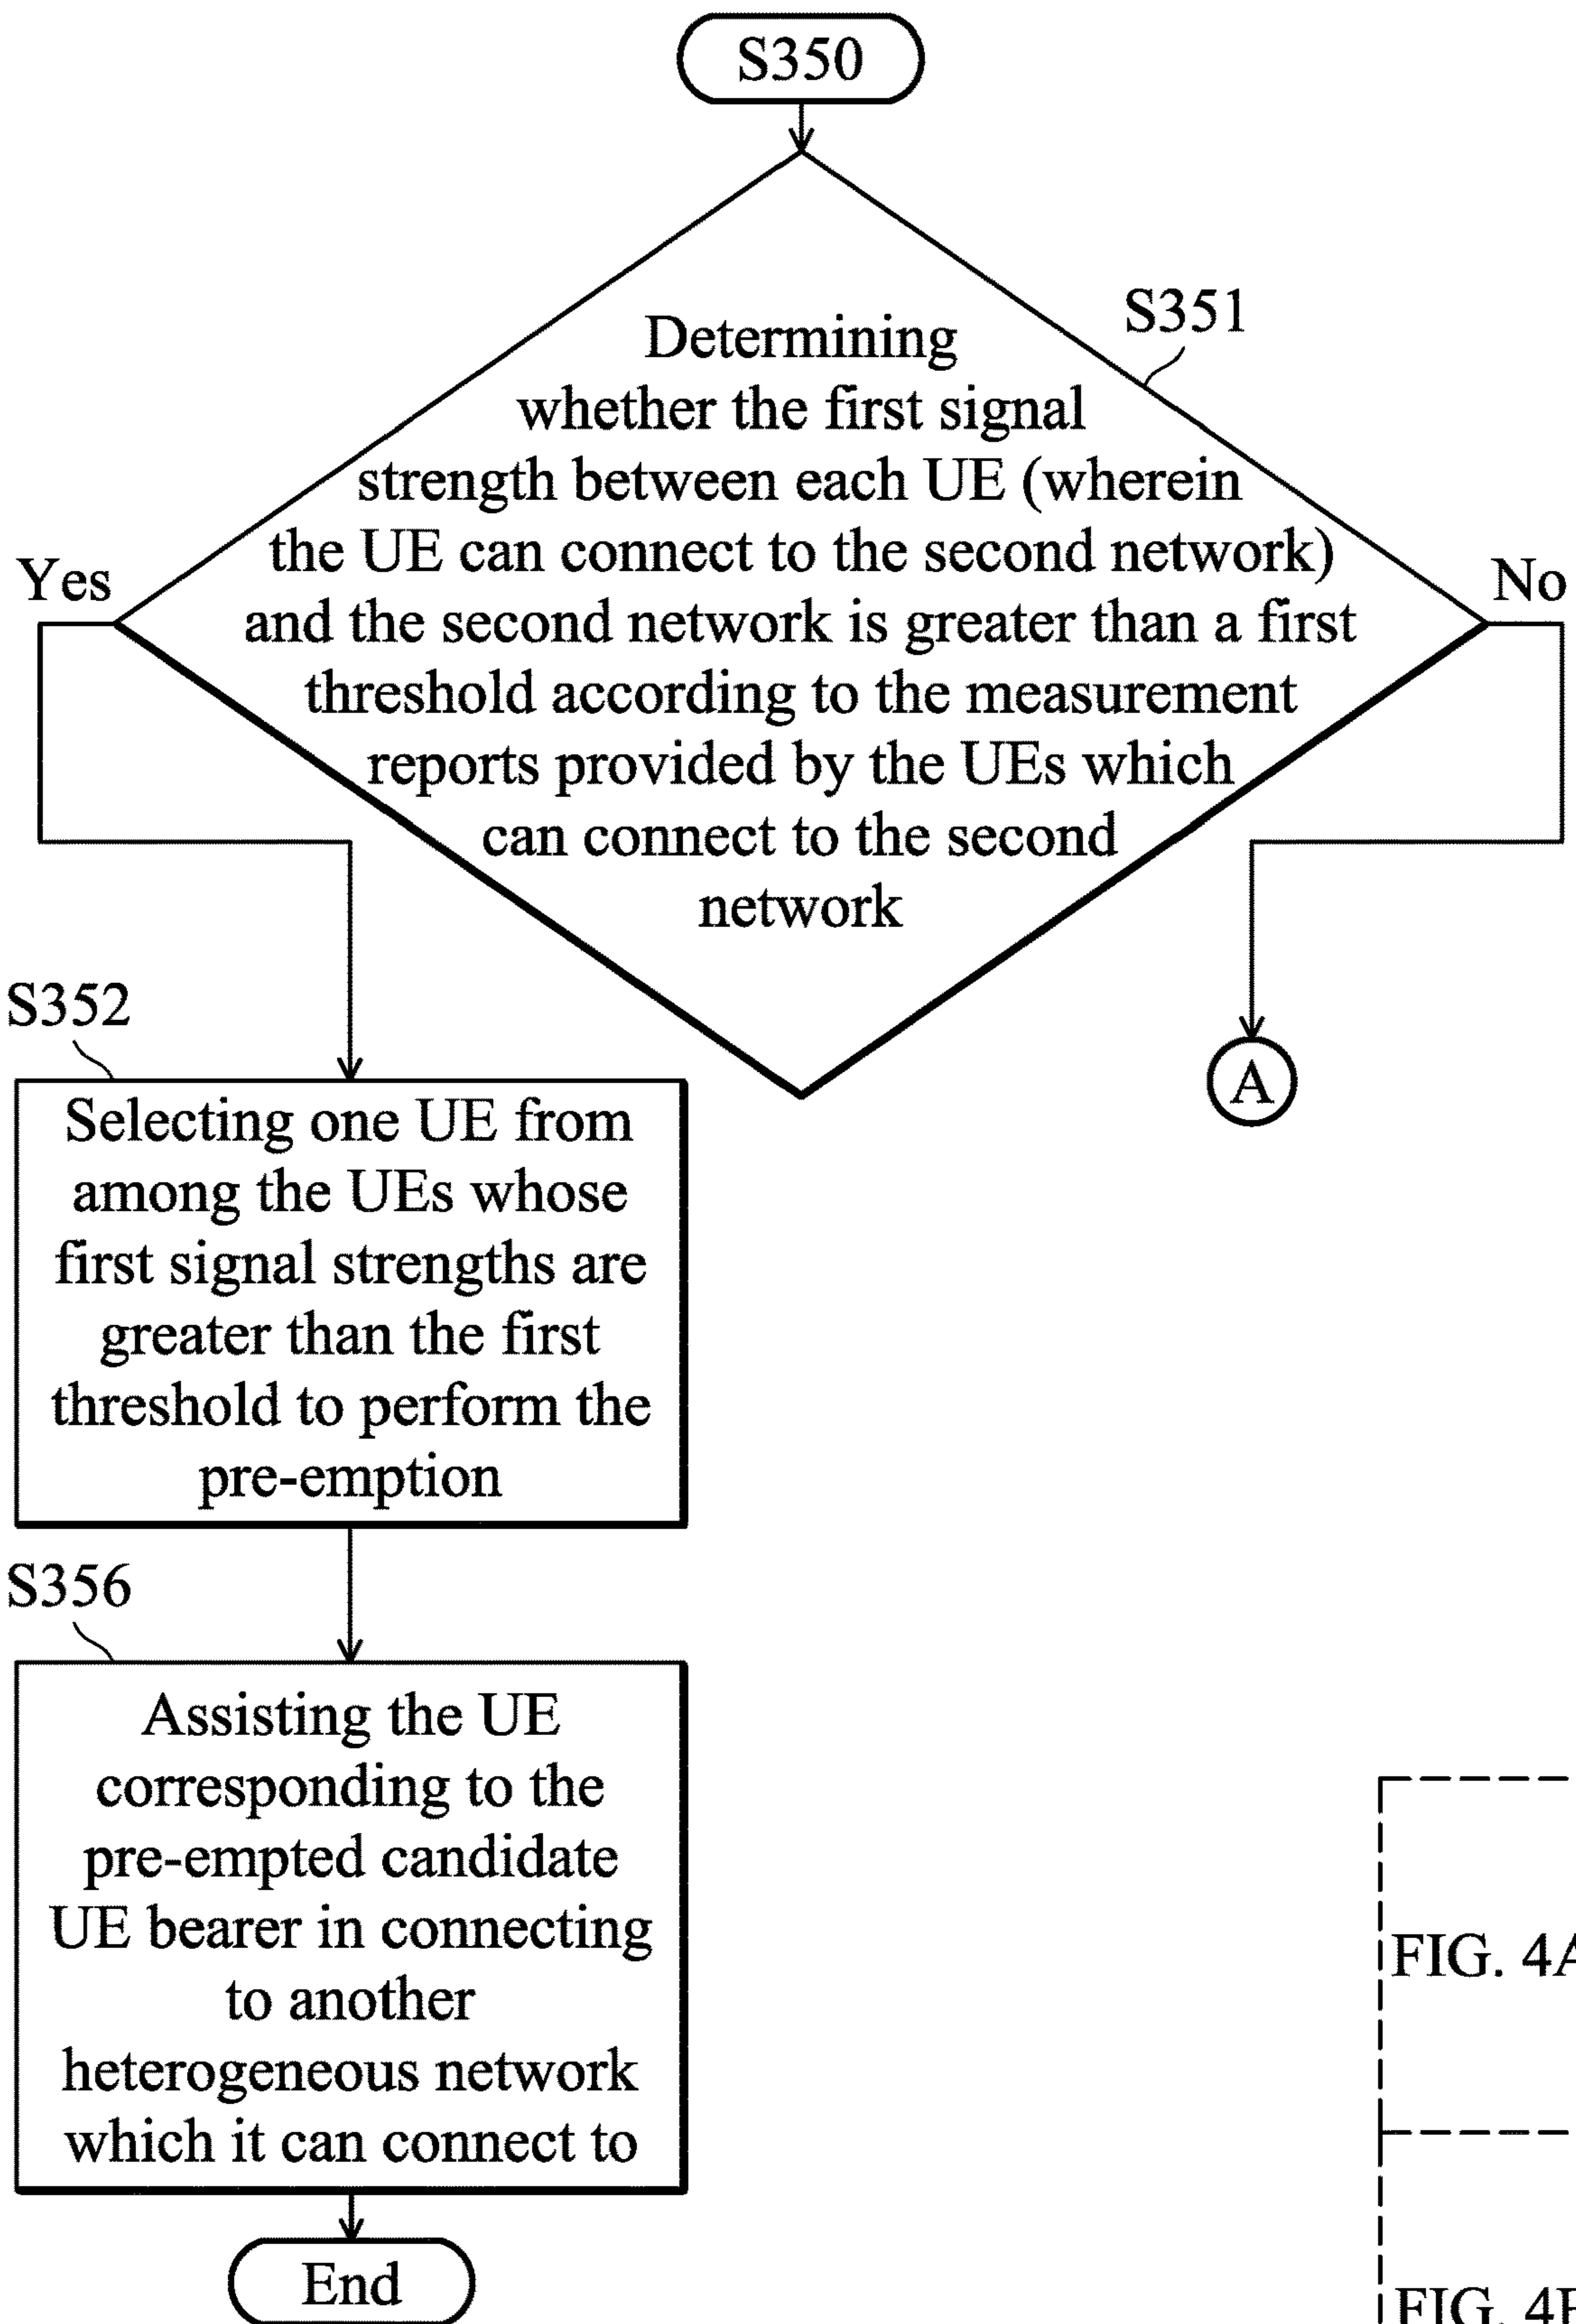 S350
S351
Determining
whether the first signal
strength between each UE (wherein
the UE can connect to the second network)
and the second network is greater than a first
threshold according to the measurement
reports provided by the UEs which
can connect to the second
network
Yes
No
A
S352
Selecting one UE from
among the UEs whose
first signal strengths are
greater than the first
threshold to perform the
pre-emption
S356
Assisting the UE
corresponding to the
pre-empted candidate
UE bearer in connecting
to another
heterogeneous network
which it can connect to
End
FIG. 4A
FIG. 4B